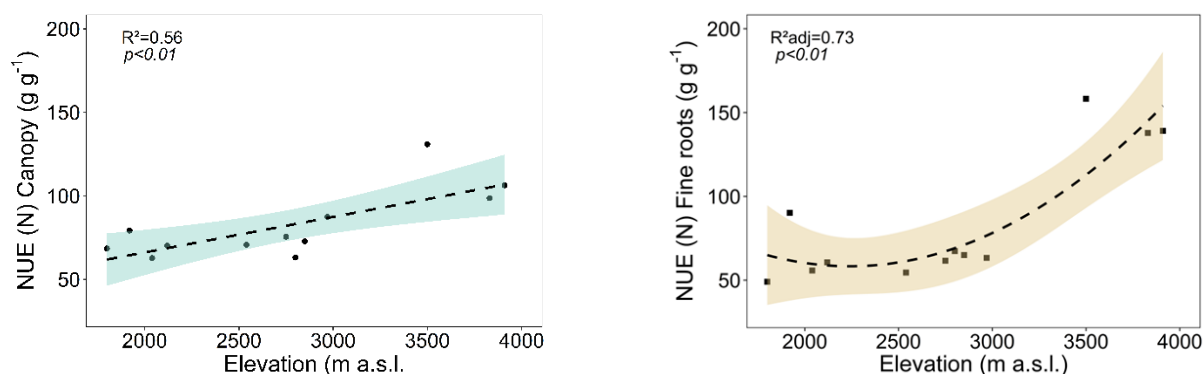 NUE (N) Canopy (g g⁻¹)
200
150
100
50
R²=0.56
p<0.01
2000 2500 3000 3500 4000
Elevation (m a.s.l.
NUE (N) Fine roots (g g⁻¹)
200
150
100
50
R²adj=0.73
p<0.01
2000 2500 3000 3500 4000
Elevation (m a.s.l.